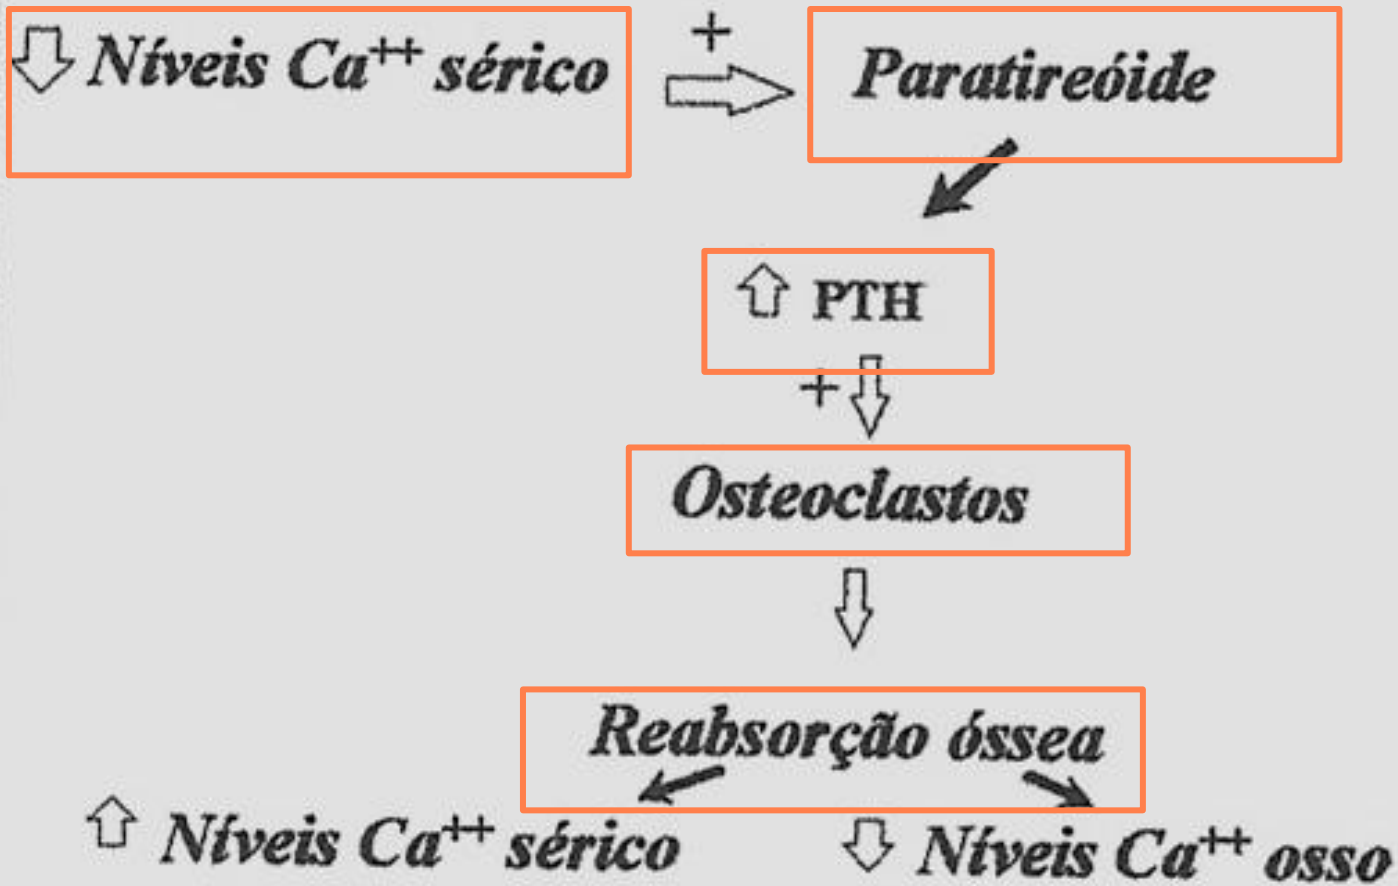 Níveis Ca⁺⁺ sérico
+
Paratireóide
PTH
+
Osteoclastos
Reabsorção óssea
Níveis Ca⁺⁺ sérico
Níveis Ca⁺⁺ osso